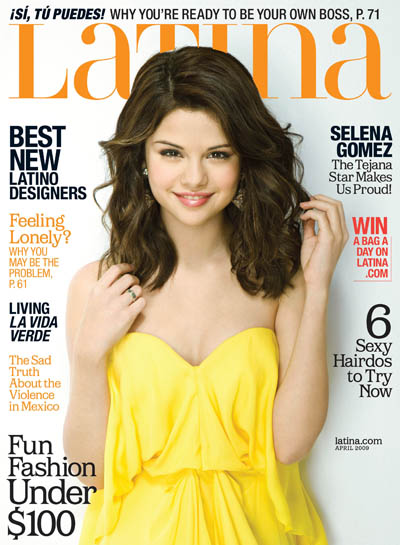 ¡SÍ, TÚ PUEDES! WHY YOU'RE READY TO BE YOUR OWN BOSS, P. 71
LaTINa
BEST
NEW
LATINO
DESIGNERS
Feeling
Lonely?
WHY YOU
MAY BE THE
PROBLEM,
P. 61
LIVING
LA VIDA
VERDE
The Sad
Truth
About the
Violence
in Mexico
Fun
Fashion
Under
$100
SELENA
GOMEZ
The Tejana
Star Makes
Us Proud!
WIN
A BAG A
DAY ON
LATINA
.COM
6
Sexy
Hairdos
to Try
Now
latina.com
APRIL 2009